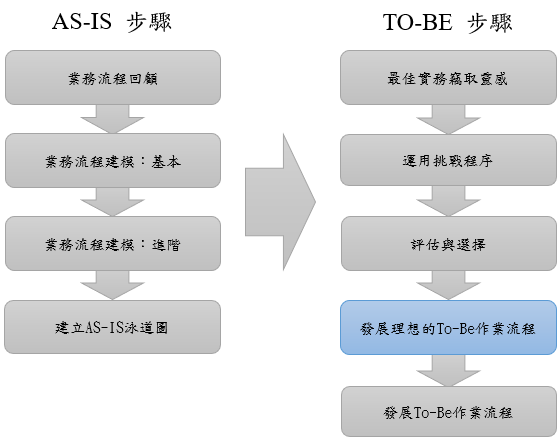 AS-IS 步驟
業務流程回顧
業務流程建模：基本
業務流程建模：進階
建立AS-IS泳道圖
TO-BE 步驟
最佳實務竊取靈感
運用挑戰程序
評估與選擇
發展理想的To-Be作業流程
發展To-Be作業流程